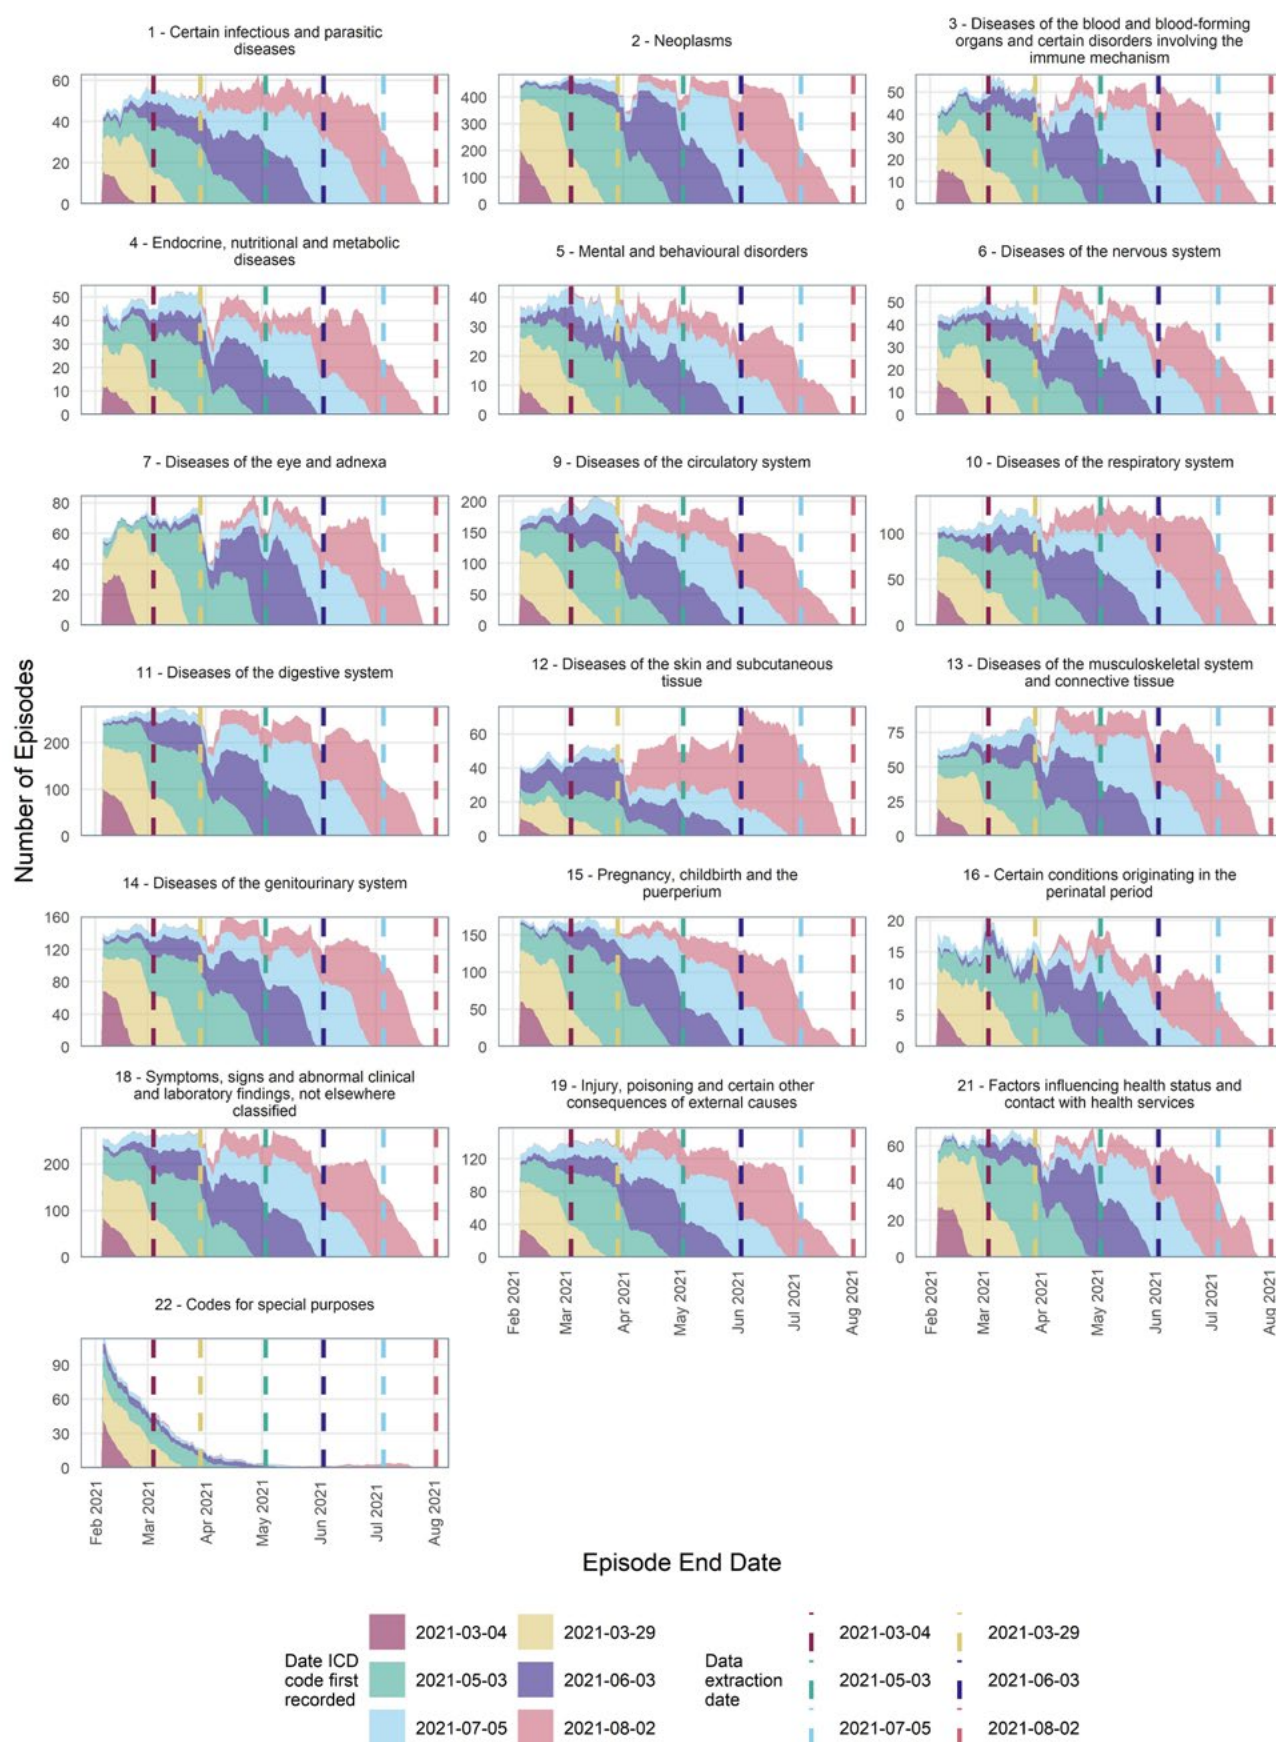 1 - Certain infectious and parasitic
diseases
2 - Neoplasms
3 - Diseases of the blood and blood-forming
organs and certain disorders involving the
immune mechanism
60
40
20
0
400
300
200
100
0
50
40
30
20
10
0
4 - Endocrine, nutritional and metabolic
diseases
5 - Mental and behavioural disorders
6 - Diseases of the nervous system
50
40
30
20
10
0
40
30
20
10
0
50
40
30
20
10
0
7 - Diseases of the eye and adnexa
9 - Diseases of the circulatory system
10 - Diseases of the respiratory system
80
60
40
20
0
200
150
100
50
0
100
50
0
Number of Episodes
11 - Diseases of the digestive system
12 - Diseases of the skin and subcutaneous
tissue
13 - Diseases of the musculoskeletal system
and connective tissue
200
100
0
60
40
20
0
75
50
25
0
14 - Diseases of the genitourinary system
15 - Pregnancy, childbirth and the
puerperium
16 - Certain conditions originating in the
perinatal period
160
120
80
40
0
150
100
50
0
20
15
10
5
0
18 - Symptoms, signs and abnormal clinical
and laboratory findings, not elsewhere
classified
19 - Injury, poisoning and certain other
consequences of external causes
21 - Factors influencing health status and
contact with health services
200
100
0
120
80
40
0
60
40
20
0
Feb 2021
Mar 2021
Apr 2021
May 2021
Jun 2021
Jul 2021
Aug 2021
Feb 2021
Mar 2021
Apr 2021
May 2021
Jun 2021
Jul 2021
Aug 2021
22 - Codes for special purposes
90
60
30
0
Feb 2021
Mar 2021
Apr 2021
May 2021
Jun 2021
Jul 2021
Aug 2021
Episode End Date
Date ICD
code first
recorded
2021-03-04
2021-03-29
2021-05-03
2021-06-03
2021-07-05
2021-08-02
Data
extraction
date
2021-03-04
2021-03-29
2021-05-03
2021-06-03
2021-07-05
2021-08-02